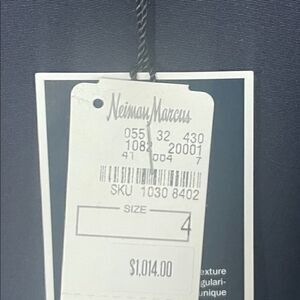 Neiman Marcus
055 32 430
1082 20001
41 004 7
SKU 1030 8402
SIZE
4
$1,014.00
exture
gulari-
unique